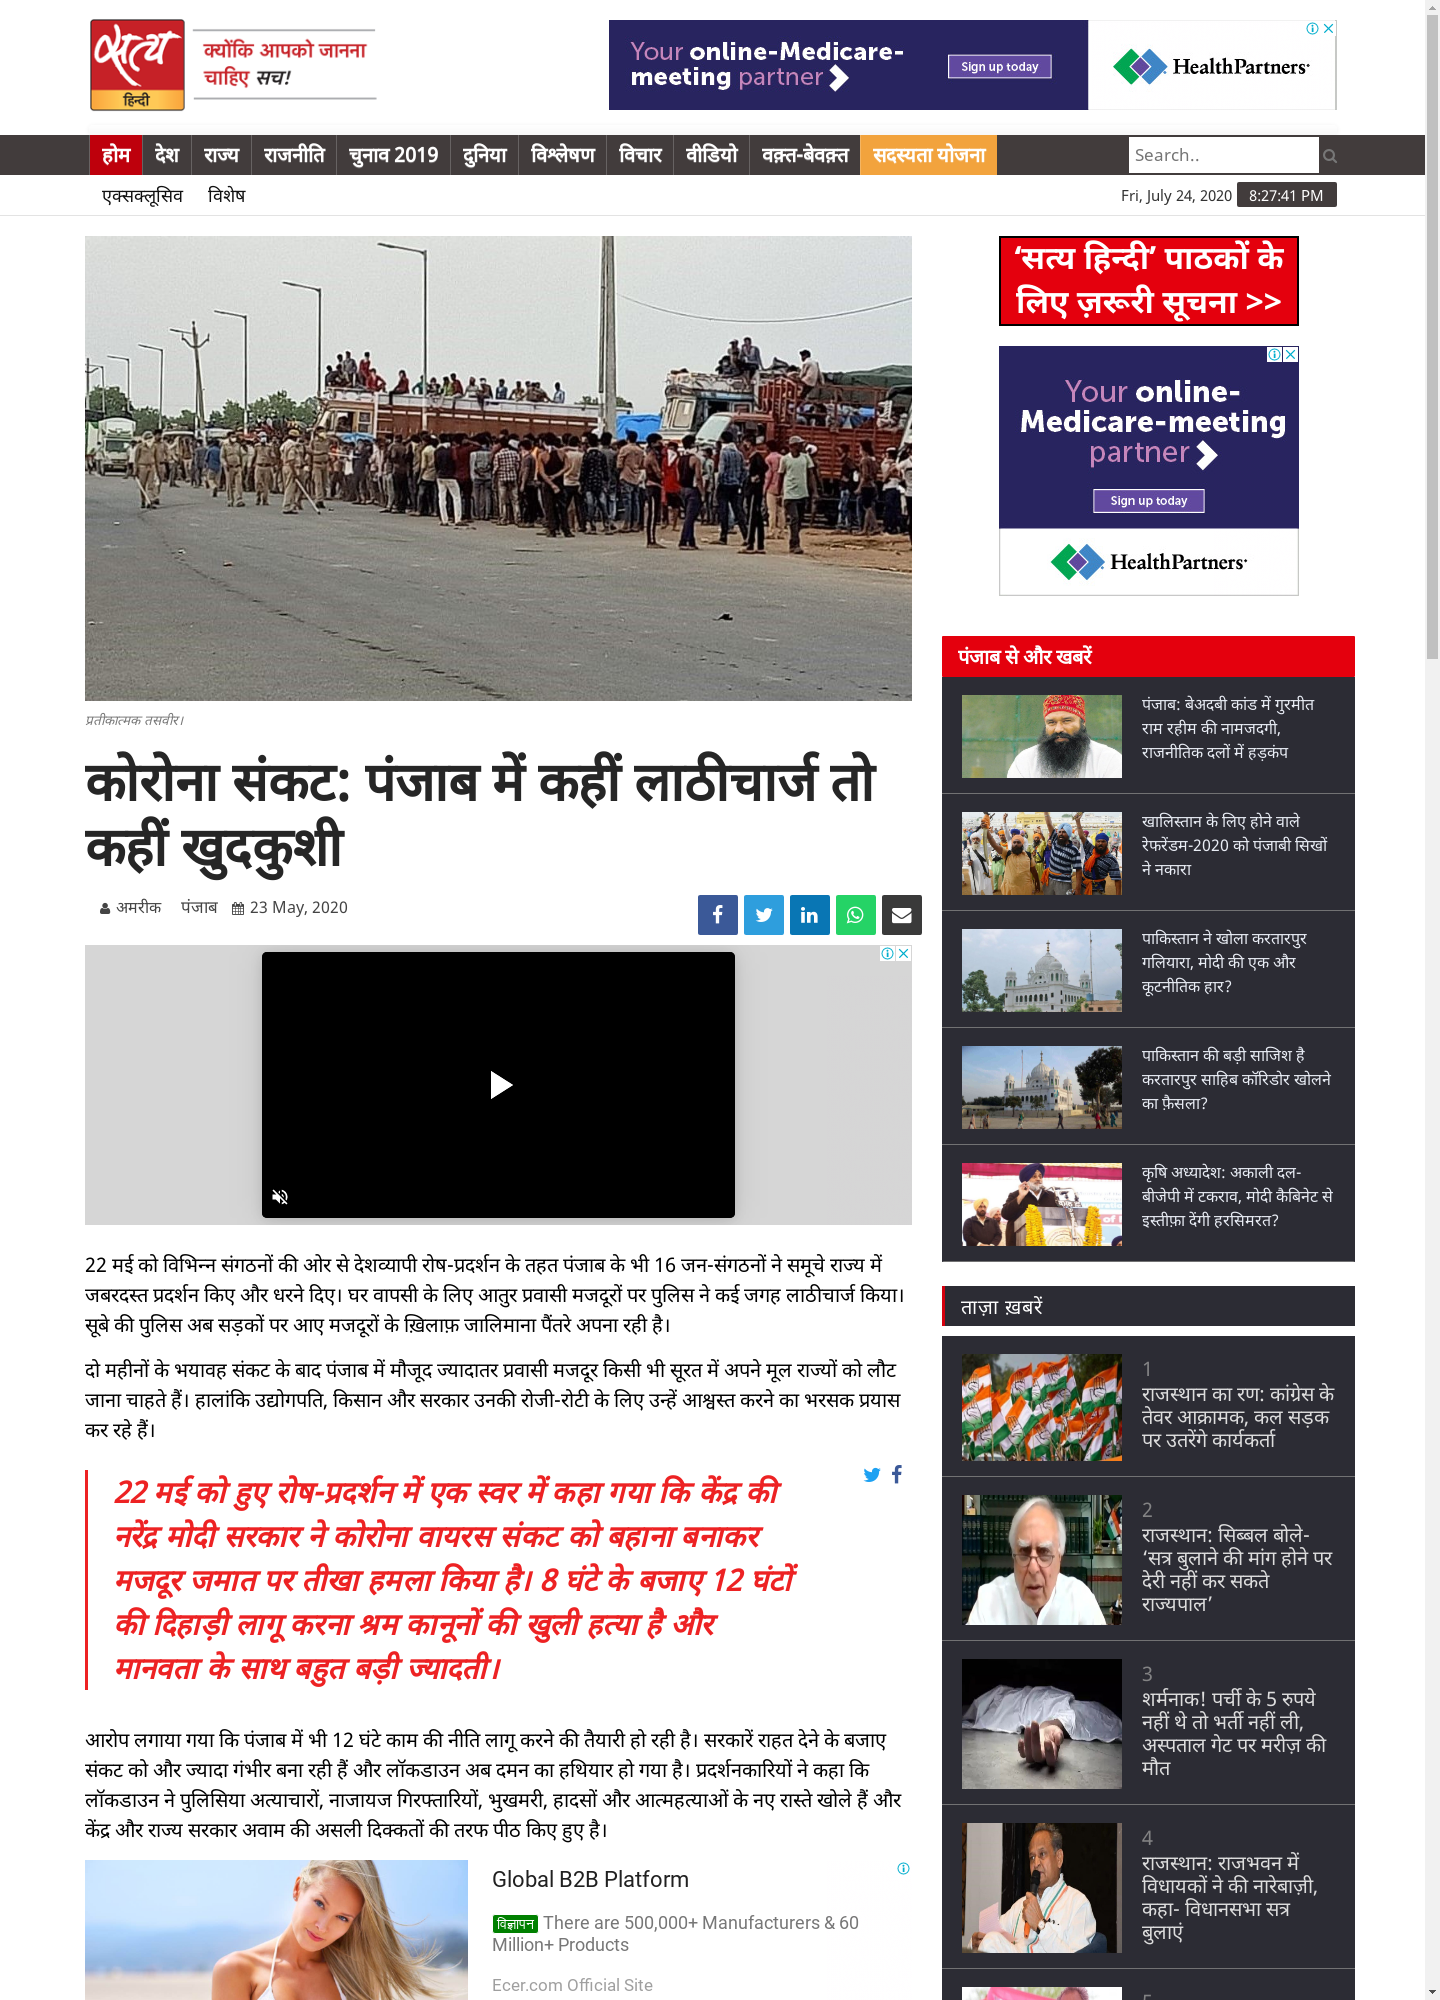 सत्य
हिन्दी
क्योंकि आपको जानना
चाहिए सच!
Your online-Medicare-
meeting partner
Sign up today
HealthPartners
होम देश राज्य राजनीति चुनाव 2019 दुनिया विश्लेषण विचार वीडियो वक़्त-बेवक़्त सदस्यता योजना Search..
एक्सक्लूसिव विशेष Fri, July 24, 2020 8:27:41 PM
प्रतीकात्मक तसवीर।
कोरोना संकट: पंजाब में कहीं लाठीचार्ज तो
कहीं खुदकुशी
अमरीक पंजाब 23 May, 2020
22 मई को विभिन्न संगठनों की ओर से देशव्यापी रोष-प्रदर्शन के तहत पंजाब के भी 16 जन-संगठनों ने समूचे राज्य में
जबरदस्त प्रदर्शन किए और धरने दिए। घर वापसी के लिए आतुर प्रवासी मजदूरों पर पुलिस ने कई जगह लाठीचार्ज किया।
सूबे की पुलिस अब सड़कों पर आए मजदूरों के ख़िलाफ़ जालिमाना पैंतरे अपना रही है।
दो महीनों के भयावह संकट के बाद पंजाब में मौजूद ज्यादातर प्रवासी मजदूर किसी भी सूरत में अपने मूल राज्यों को लौट
जाना चाहते हैं। हालांकि उद्योगपति, किसान और सरकार उनकी रोजी-रोटी के लिए उन्हें आश्वस्त करने का भरसक प्रयास
कर रहे हैं।
22 मई को हुए रोष-प्रदर्शन में एक स्वर में कहा गया कि केंद्र की
नरेंद्र मोदी सरकार ने कोरोना वायरस संकट को बहाना बनाकर
मजदूर जमात पर तीखा हमला किया है। 8 घंटे के बजाए 12 घंटों
की दिहाड़ी लागू करना श्रम कानूनों की खुली हत्या है और
मानवता के साथ बहुत बड़ी ज्यादती।
आरोप लगाया गया कि पंजाब में भी 12 घंटे काम की नीति लागू करने की तैयारी हो रही है। सरकारें राहत देने के बजाए
संकट को और ज्यादा गंभीर बना रही हैं और लॉकडाउन अब दमन का हथियार हो गया है। प्रदर्शनकारियों ने कहा कि
लॉकडाउन ने पुलिसिया अत्याचारों, नाजायज गिरफ्तारियों, भुखमरी, हादसों और आत्महत्याओं के नए रास्ते खोले हैं और
केंद्र और राज्य सरकार अवाम की असली दिक्कतों की तरफ पीठ किए हुए है।
Global B2B Platform
विज्ञापन There are 500,000+ Manufacturers & 60
Million+ Products
Ecer.com Official Site
‘सत्य हिन्दी’ पाठकों के
लिए ज़रूरी सूचना >>
Your online-
Medicare-meeting
partner
Sign up today
HealthPartners
पंजाब से और खबरें
पंजाब: बेअदबी कांड में गुरमीत
राम रहीम की नामजदगी,
राजनीतिक दलों में हड़कंप
खालिस्तान के लिए होने वाले
रेफरेंडम-2020 को पंजाबी सिखों
ने नकारा
पाकिस्तान ने खोला करतारपुर
गलियारा, मोदी की एक और
कूटनीतिक हार?
पाकिस्तान की बड़ी साजिश है
करतारपुर साहिब कॉरिडोर खोलने
का फ़ैसला?
कृषि अध्यादेश: अकाली दल-
बीजेपी में टकराव, मोदी कैबिनेट से
इस्तीफ़ा देंगी हरसिमरत?
ताज़ा ख़बरें
1
राजस्थान का रण: कांग्रेस के
तेवर आक्रामक, कल सड़क
पर उतरेंगे कार्यकर्ता
2
राजस्थान: सिब्बल बोले-
‘सत्र बुलाने की मांग होने पर
देरी नहीं कर सकते
राज्यपाल’
3
शर्मनाक! पर्ची के 5 रुपये
नहीं थे तो भर्ती नहीं ली,
अस्पताल गेट पर मरीज़ की
मौत
4
राजस्थान: राजभवन में
विधायकों ने की नारेबाज़ी,
कहा- विधानसभा सत्र
बुलाएं